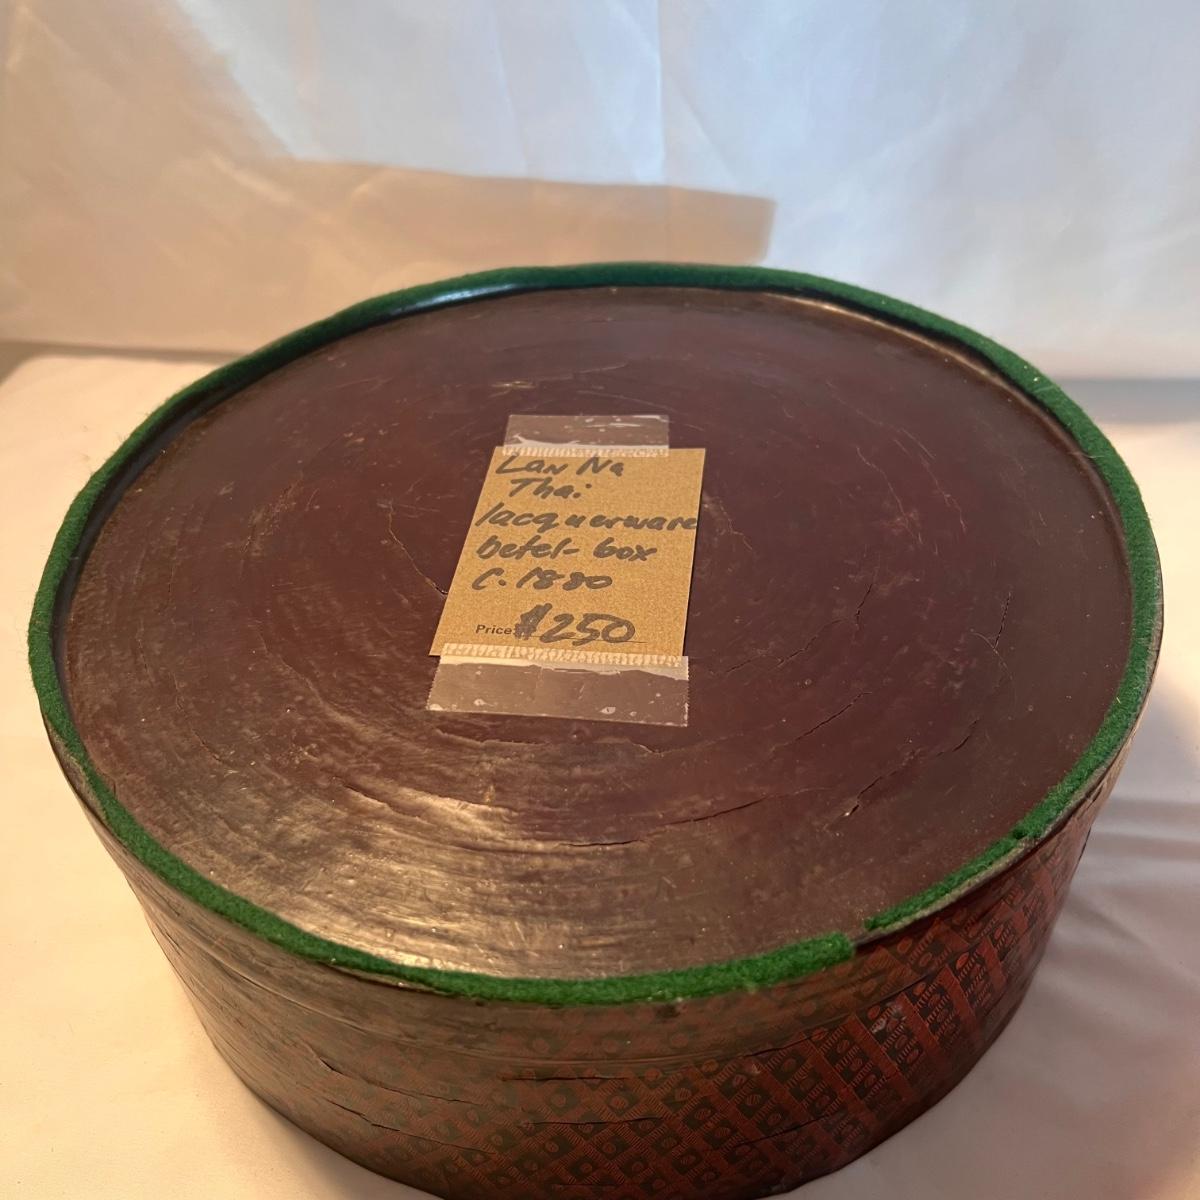 Lan Na
Thai
lacquerware
betel-box
C. 1880
Price: $250